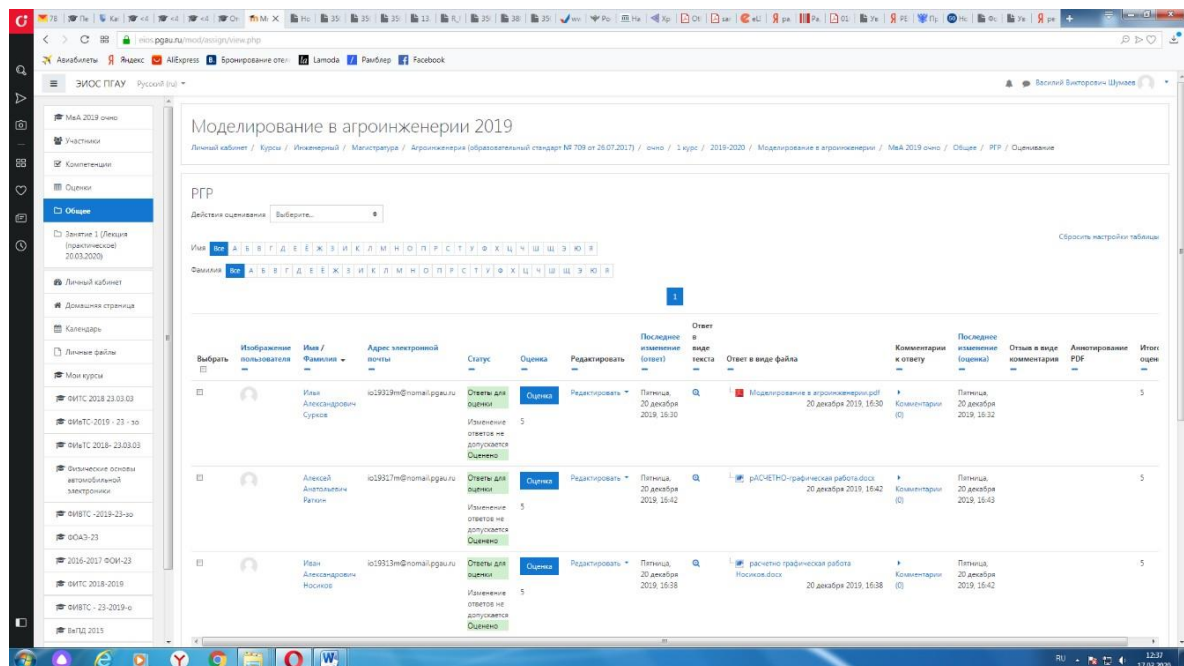 eios.pgau.ru/mod/assign/view.php
Авиабилеты Яндекс AliExpress Lamoda Рамблер Facebook
ЭИОС ПГАУ Русский (ru)
Василий Викторович Шумаев
МвА 2019 очно
Участники
Компетенции
Оценки
Общее
Занятие 1 (Лекция
(практическое)
20.03.2020)
Личный кабинет
Домашняя страница
Календарь
Личные файлы
Мои курсы
ФИТС 2018 23.03.03
ФИвТС-2019 - 23 - зо
ФИвТС 2018- 23.03.03
Физические основы
автомобильной
электроники.
ФИВТС -2019-23-зо
ФОАЭ-23
2016-2017 ФОИ-23
ФИТС 2018-2019
ФИВТС - 23-2019-о
ВвПД 2015
Моделирование в агроинженерии 2019
Личный кабинет / Курсы / Инженерный / Магистратура / Агроинженерия (образовательный стандарт № 709 от 26.07.2017) / очно / 1 курс / 2019-2020 / Моделирование в агроинженерии / МвА 2019 очно / Общее / РГР / Оценивание
РГР
Действия оценивания Выберите...
Сбросить настройки таблицы
Имя Все А Б В Г Д Е Ё Ж З И К Л М Н О П Р С Т У Ф Х Ц Ч Ш Щ Э Ю Я
Фамилия Все А Б В Г Д Е Ё Ж З И К Л М Н О П Р С Т У Ф Х Ц Ч Ш Щ Э Ю Я
1
Выбрать
Изображение
пользователя
Имя /
Фамилия
Адрес электронной
почты
Статус
Оценка
Редактировать
Последнее
изменение
(ответ)
Ответ
в
виде
текста
Ответ в виде файла
Комментарии
к ответу
Последнее
изменение
(оценка)
Отзыв в виде
комментария
Аннотирование
PDF
Илья
Александрович
Сурков
io19319m@nomail.pgau.ru
Ответы для
оценки
Изменение
ответов не
допускается
Оценено
Оценка
5
Редактировать
Пятница,
20 декабря
2019, 16:30
Моделирование в агроинженерии.pdf
20 декабря 2019, 16:30
Комментарии
(0)
Пятница,
20 декабря
2019, 16:32
5
Алексей
Анатольевич
Раткин
io19317m@nomail.pgau.ru
Ответы для
оценки
Изменение
ответов не
допускается
Оценено
Оценка
5
Редактировать
Пятница,
20 декабря
2019, 16:42
рАСЧЕТНО-графическая работа.docx
20 декабря 2019, 16:42
Комментарии
(0)
Пятница,
20 декабря
2019, 16:43
5
Иван
Александрович
Носиков
io19313m@nomail.pgau.ru
Ответы для
оценки
Изменение
ответов не
допускается
Оценено
Оценка
5
Редактировать
Пятница,
20 декабря
2019, 16:38
расчетно графическая работа
Носиков.docx
20 декабря 2019, 16:38
Комментарии
(0)
Пятница,
20 декабря
2019, 16:42
5
RU
12:37
17.03.2020